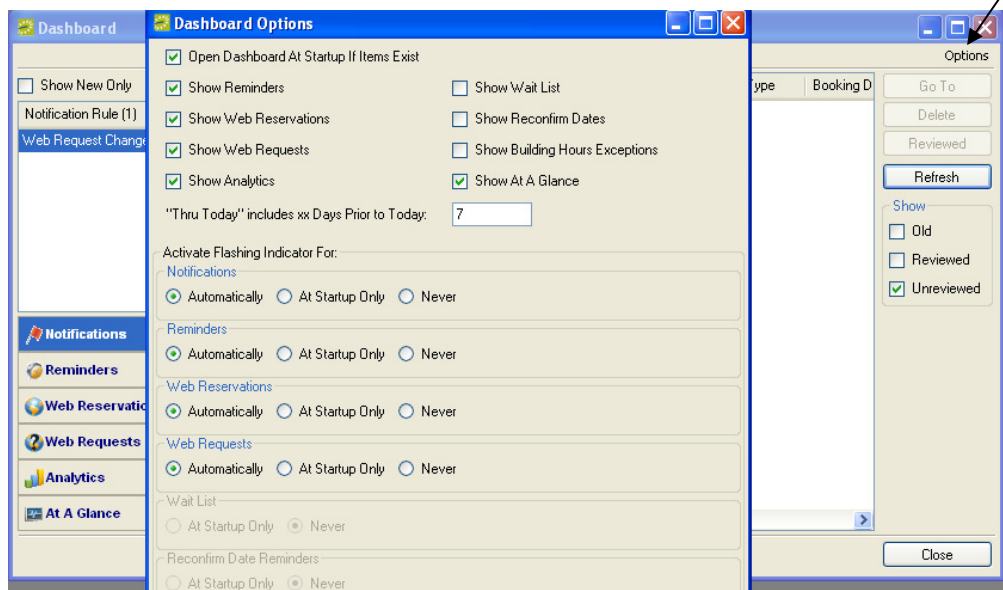 Dashboard
Dashboard Options
Options
Show New Only
Notification Rule (1)
Web Request Change
Notifications
Reminders
Web Reservatio
Web Requests
Analytics
At A Glance
Open Dashboard At Startup If Items Exist
Show Reminders
Show Wait List
Show Web Reservations
Show Reconfirm Dates
Show Web Requests
Show Building Hours Exceptions
Show Analytics
Show At A Glance
"Thru Today" includes xx Days Prior to Today: 7
Activate Flashing Indicator For:
Notifications
Automatically At Startup Only Never
Reminders
Automatically At Startup Only Never
Web Reservations
Automatically At Startup Only Never
Web Requests
Automatically At Startup Only Never
Wait List
At Startup Only Never
Reconfirm Date Reminders
At Startup Only Never
ype Booking D
Go To
Delete
Reviewed
Refresh
Show
Old
Reviewed
Unreviewed
Close